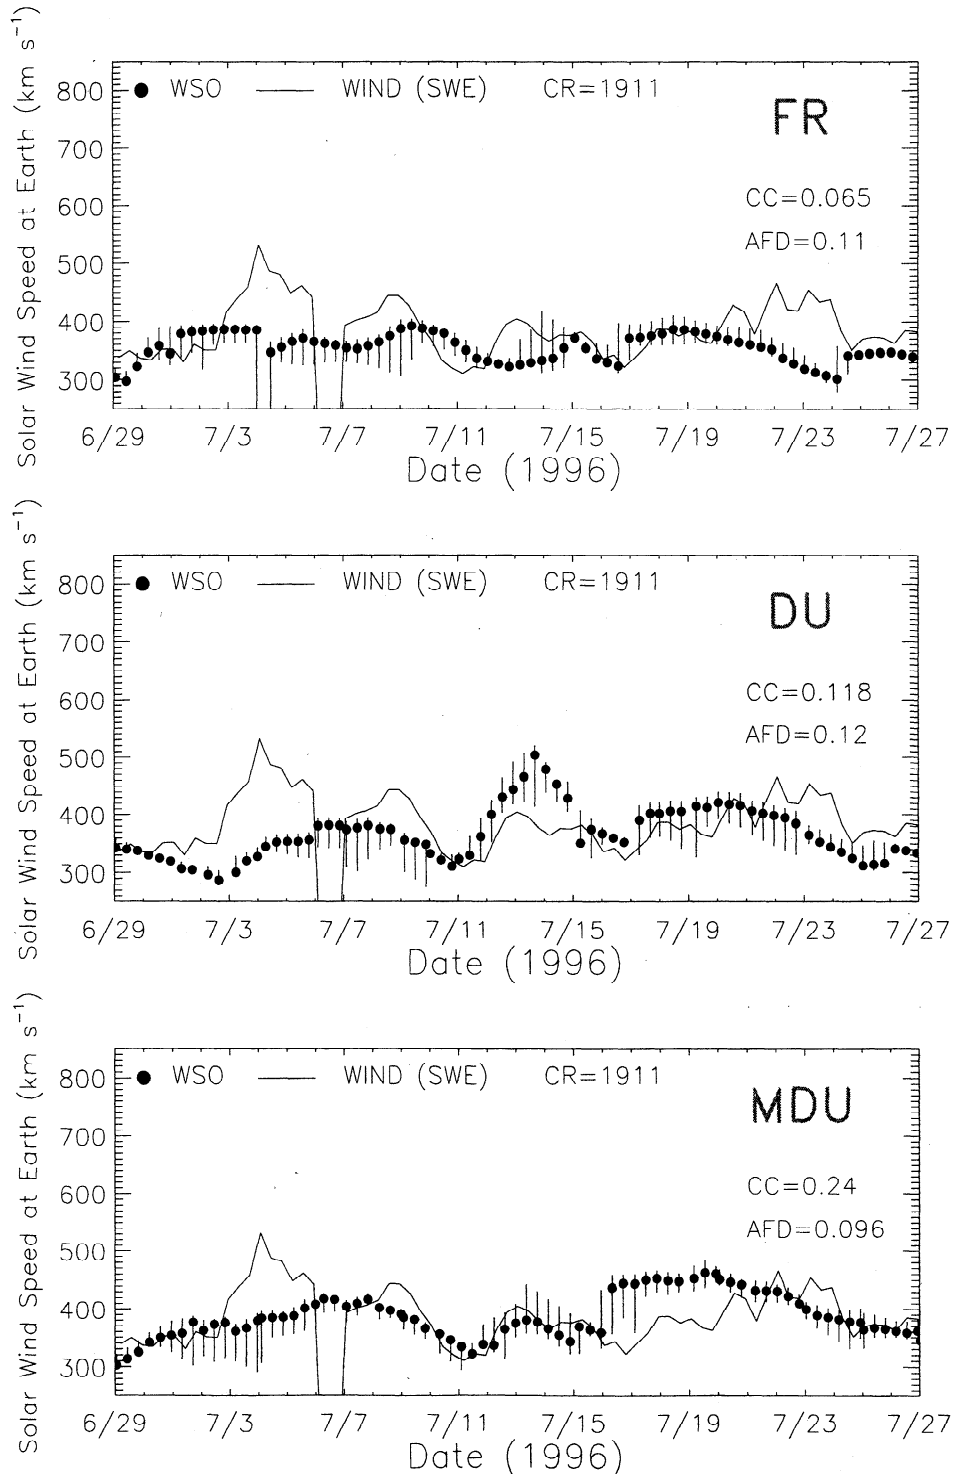 Solar Wind Speed at Earth (km s⁻¹)
800
700
600
500
400
300
WSO WIND (SWE) CR=1911
FR
CC=0.065
AFD=0.11
6/29 7/3 7/7 7/11 7/15 7/19 7/23 7/27
Date (1996)
Solar Wind Speed at Earth (km s⁻¹)
800
700
600
500
400
300
WSO WIND (SWE) CR=1911
DU
CC=0.118
AFD=0.12
6/29 7/3 7/7 7/11 7/15 7/19 7/23 7/27
Date (1996)
Solar Wind Speed at Earth (km s⁻¹)
800
700
600
500
400
300
WSO WIND (SWE) CR=1911
MDU
CC=0.24
AFD=0.096
6/29 7/3 7/7 7/11 7/15 7/19 7/23 7/27
Date (1996)